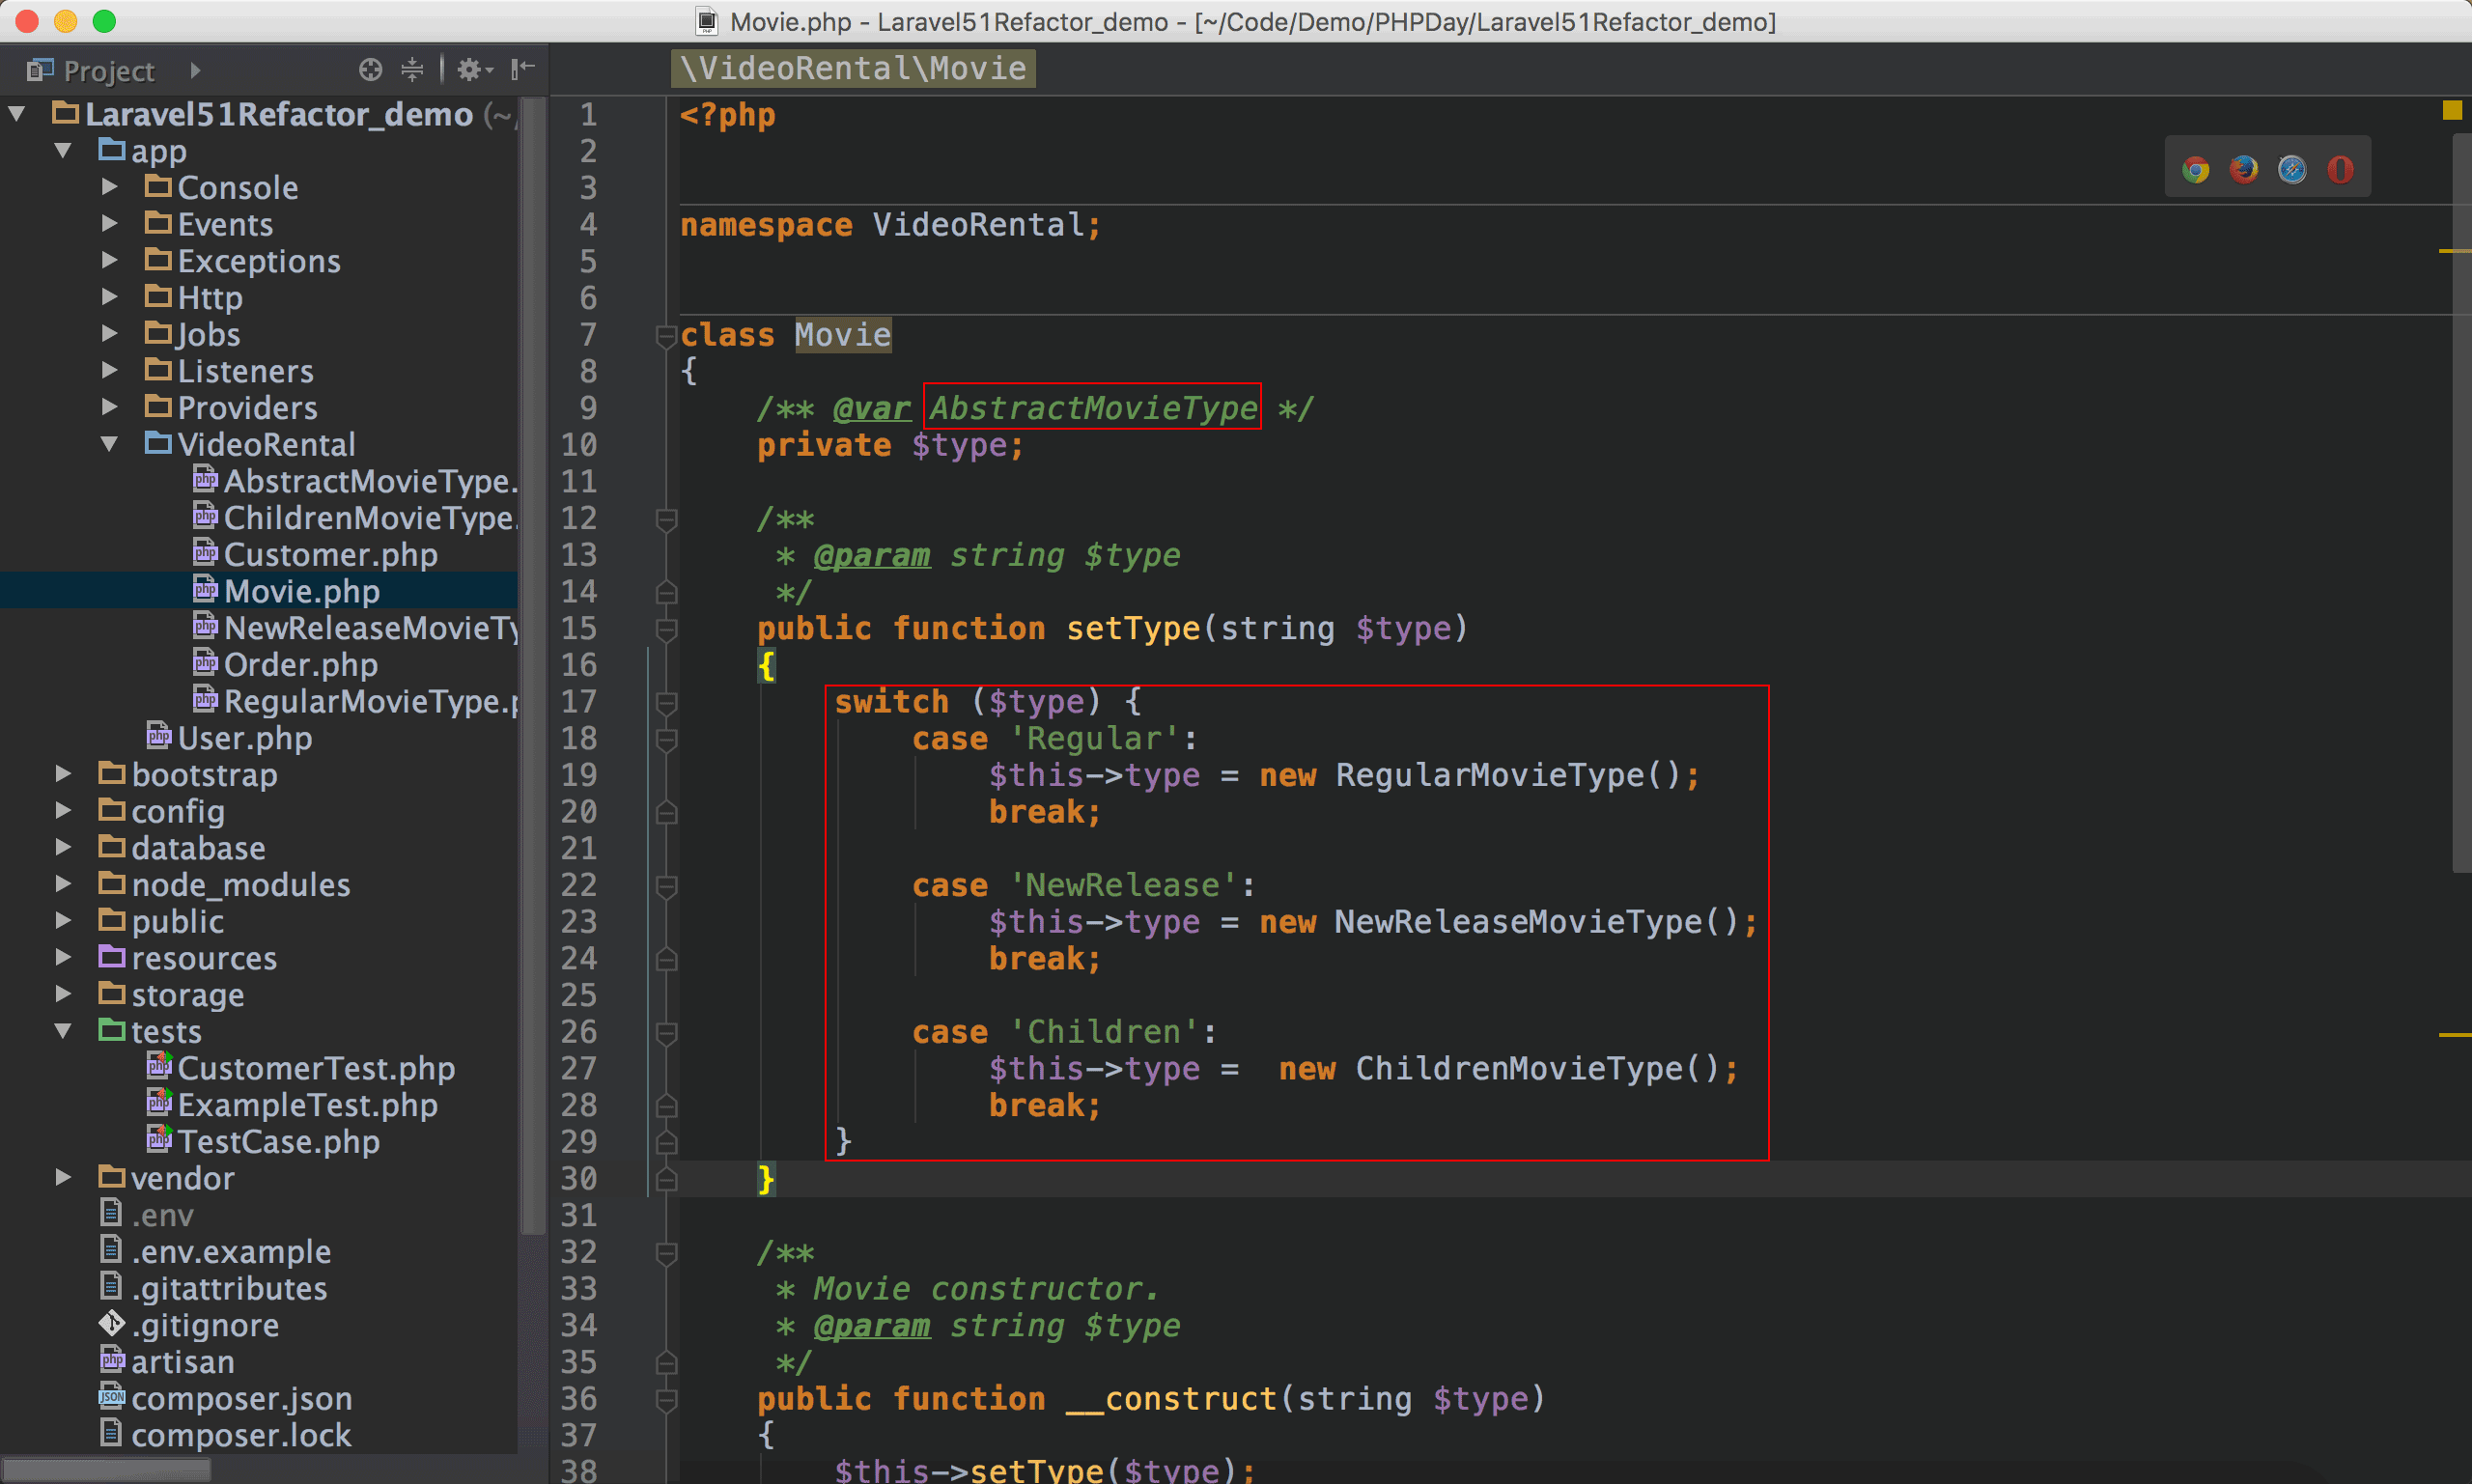 Movie.php - Laravel51Refactor_demo - [~/Code/Demo/PHPDay/Laravel51Refactor_demo]
Project
Laravel51Refactor_demo (~/
app
Console
Events
Exceptions
Http
Jobs
Listeners
Providers
VideoRental
AbstractMovieType.
ChildrenMovieType.
Customer.php
Movie.php
NewReleaseMovieTy
Order.php
RegularMovieType.p
User.php
bootstrap
config
database
node_modules
public
resources
storage
tests
CustomerTest.php
ExampleTest.php
TestCase.php
vendor
.env
.env.example
.gitattributes
.gitignore
artisan
composer.json
composer.lock
\VideoRental\Movie
1 <?php
2
3
4 namespace VideoRental;
5
6
7 class Movie
8 {
9     /** @var AbstractMovieType */
10     private $type;
11
12     /**
13      * @param string $type
14      */
15     public function setType(string $type)
16     {
17         switch ($type) {
18             case 'Regular':
19                 $this->type = new RegularMovieType();
20                 break;
21
22             case 'NewRelease':
23                 $this->type = new NewReleaseMovieType();
24                 break;
25
26             case 'Children':
27                 $this->type =  new ChildrenMovieType();
28                 break;
29         }
30     }
31
32     /**
33      * Movie constructor.
34      * @param string $type
35      */
36     public function __construct(string $type)
37     {
38         $this->setType($type);